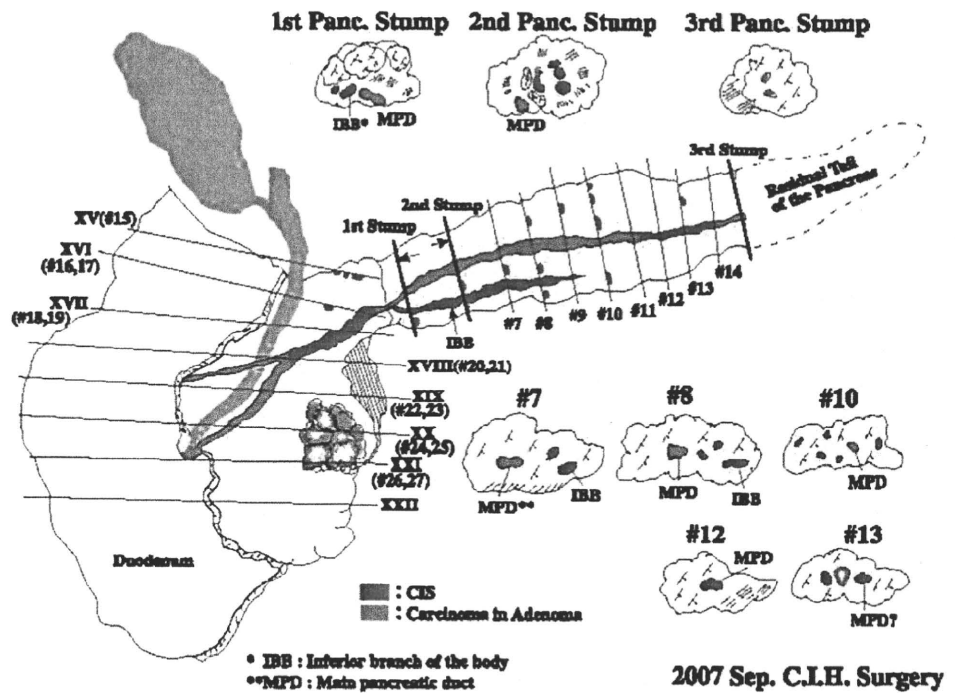 1st Panc. Stump 2nd Panc. Stump 3rd Panc. Stump
IBB* MPD
MPD
3rd Stump
Residual Tail
of the Pancreas
2nd Stump
1st Stump
XV(#15)
XVI
(#16,17)
XVII
(#18,19)
#14
#13
#12
#11
#10
#9
#8
#7
IBB
XVIII(#20,21)
XIX
(#22,23)
XX
(#24,25)
XXI
(#26,27)
XXII
#7 #8 #10
MPD** IBB
MPD IBB
MPD
#12 #13
MPD
MPD?
Duodenum
: CIS
: Carcinoma in Adenoma
* IBB : Inferior branch of the body
**MPD : Main pancreatic duct
2007 Sep. C.I.H. Surgery